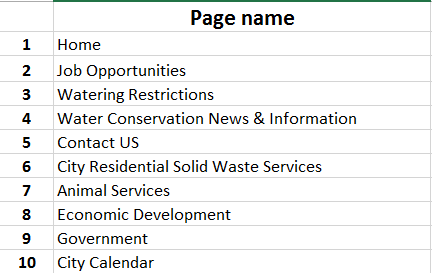 Page name
1 Home
2 Job Opportunities
3 Watering Restrictions
4 Water Conservation News & Information
5 Contact US
6 City Residential Solid Waste Services
7 Animal Services
8 Economic Development
9 Government
10 City Calendar